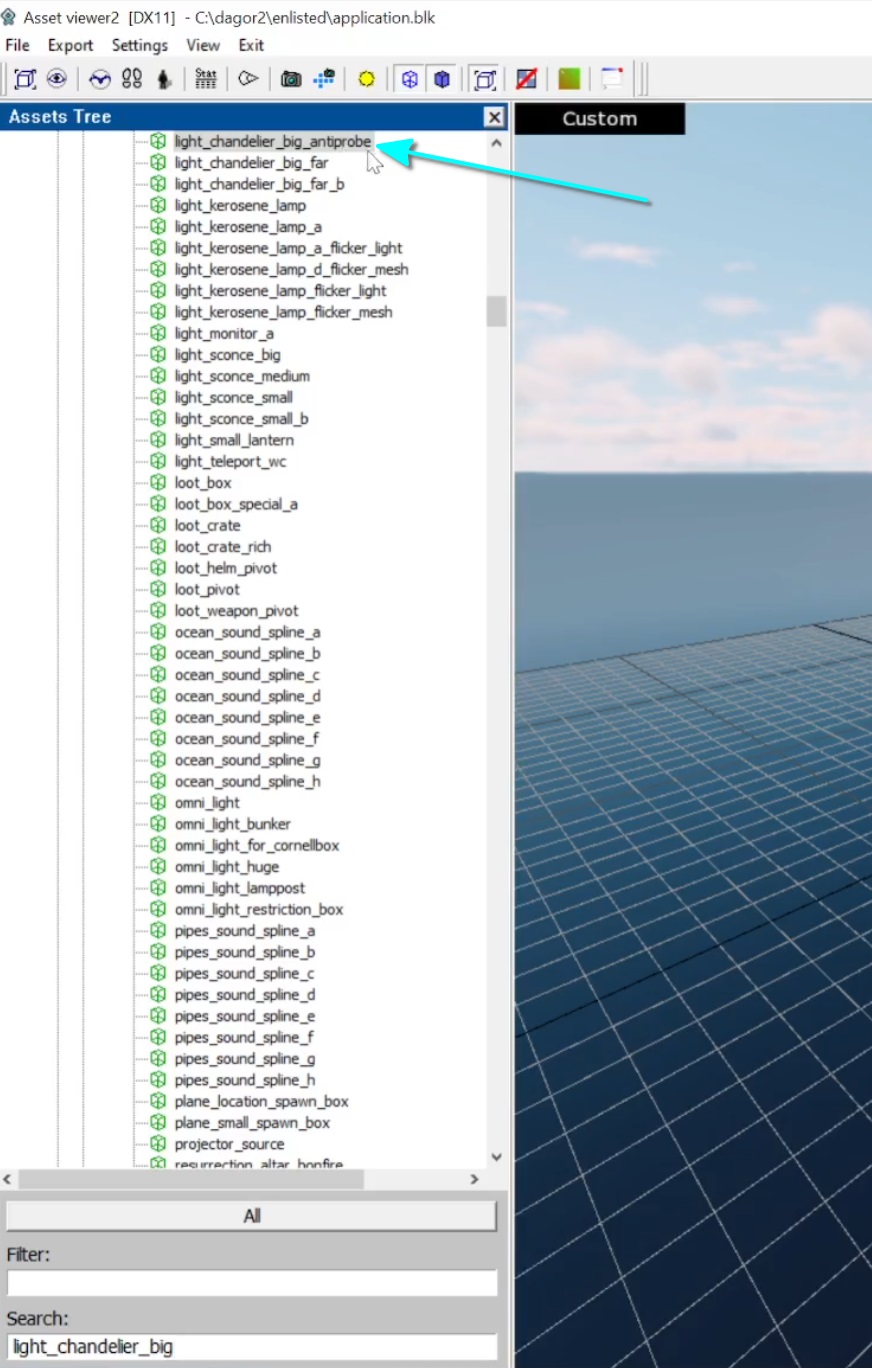 Asset viewer2 [DX11] - C:\dagor2\enlisted\application.blk
File Export Settings View Exit
Stat
Assets Tree
Custom
light_chandelier_big_antiprobe
light_chandelier_big_far
light_chandelier_big_far_b
light_kerosene_lamp
light_kerosene_lamp_a
light_kerosene_lamp_a_flicker_light
light_kerosene_lamp_d_flicker_mesh
light_kerosene_lamp_flicker_light
light_kerosene_lamp_flicker_mesh
light_monitor_a
light_sconce_big
light_sconce_medium
light_sconce_small
light_sconce_small_b
light_small_lantern
light_teleport_wc
loot_box
loot_box_special_a
loot_crate
loot_crate_rich
loot_helm_pivot
loot_pivot
loot_weapon_pivot
ocean_sound_spline_a
ocean_sound_spline_b
ocean_sound_spline_c
ocean_sound_spline_d
ocean_sound_spline_e
ocean_sound_spline_f
ocean_sound_spline_g
ocean_sound_spline_h
omni_light
omni_light_bunker
omni_light_for_cornellbox
omni_light_huge
omni_light_lamppost
omni_light_restriction_box
pipes_sound_spline_a
pipes_sound_spline_b
pipes_sound_spline_c
pipes_sound_spline_d
pipes_sound_spline_e
pipes_sound_spline_f
pipes_sound_spline_g
pipes_sound_spline_h
plane_location_spawn_box
plane_small_spawn_box
projector_source
resurrection_altar_bonfire
All
Filter:
Search:
light_chandelier_big